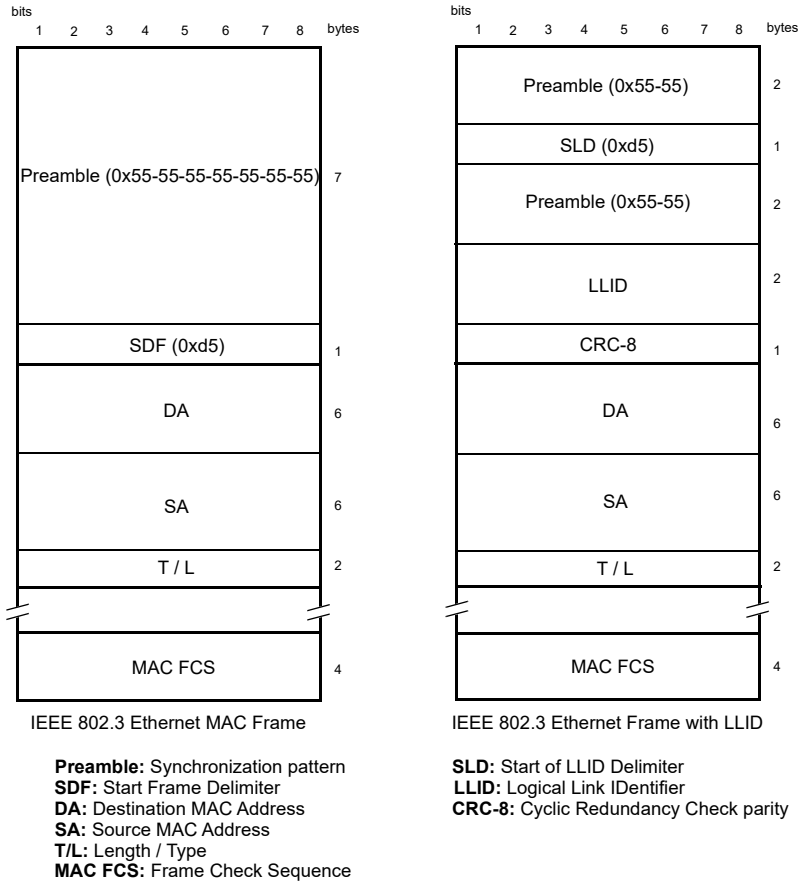 bits
1 2 3 4 5 6 7 8 bytes
Preamble (0x55-55-55-55-55-55-55) 7
SDF (0xd5) 1
DA 6
SA 6
T / L 2
MAC FCS 4
IEEE 802.3 Ethernet MAC Frame
Preamble: Synchronization pattern
SDF: Start Frame Delimiter
DA: Destination MAC Address
SA: Source MAC Address
T/L: Length / Type
MAC FCS: Frame Check Sequence
bits
1 2 3 4 5 6 7 8 bytes
Preamble (0x55-55) 2
SLD (0xd5) 1
Preamble (0x55-55) 2
LLID 2
CRC-8 1
DA 6
SA 6
T / L 2
MAC FCS 4
IEEE 802.3 Ethernet Frame with LLID
SLD: Start of LLID Delimiter
LLID: Logical Link IDentifier
CRC-8: Cyclic Redundancy Check parity